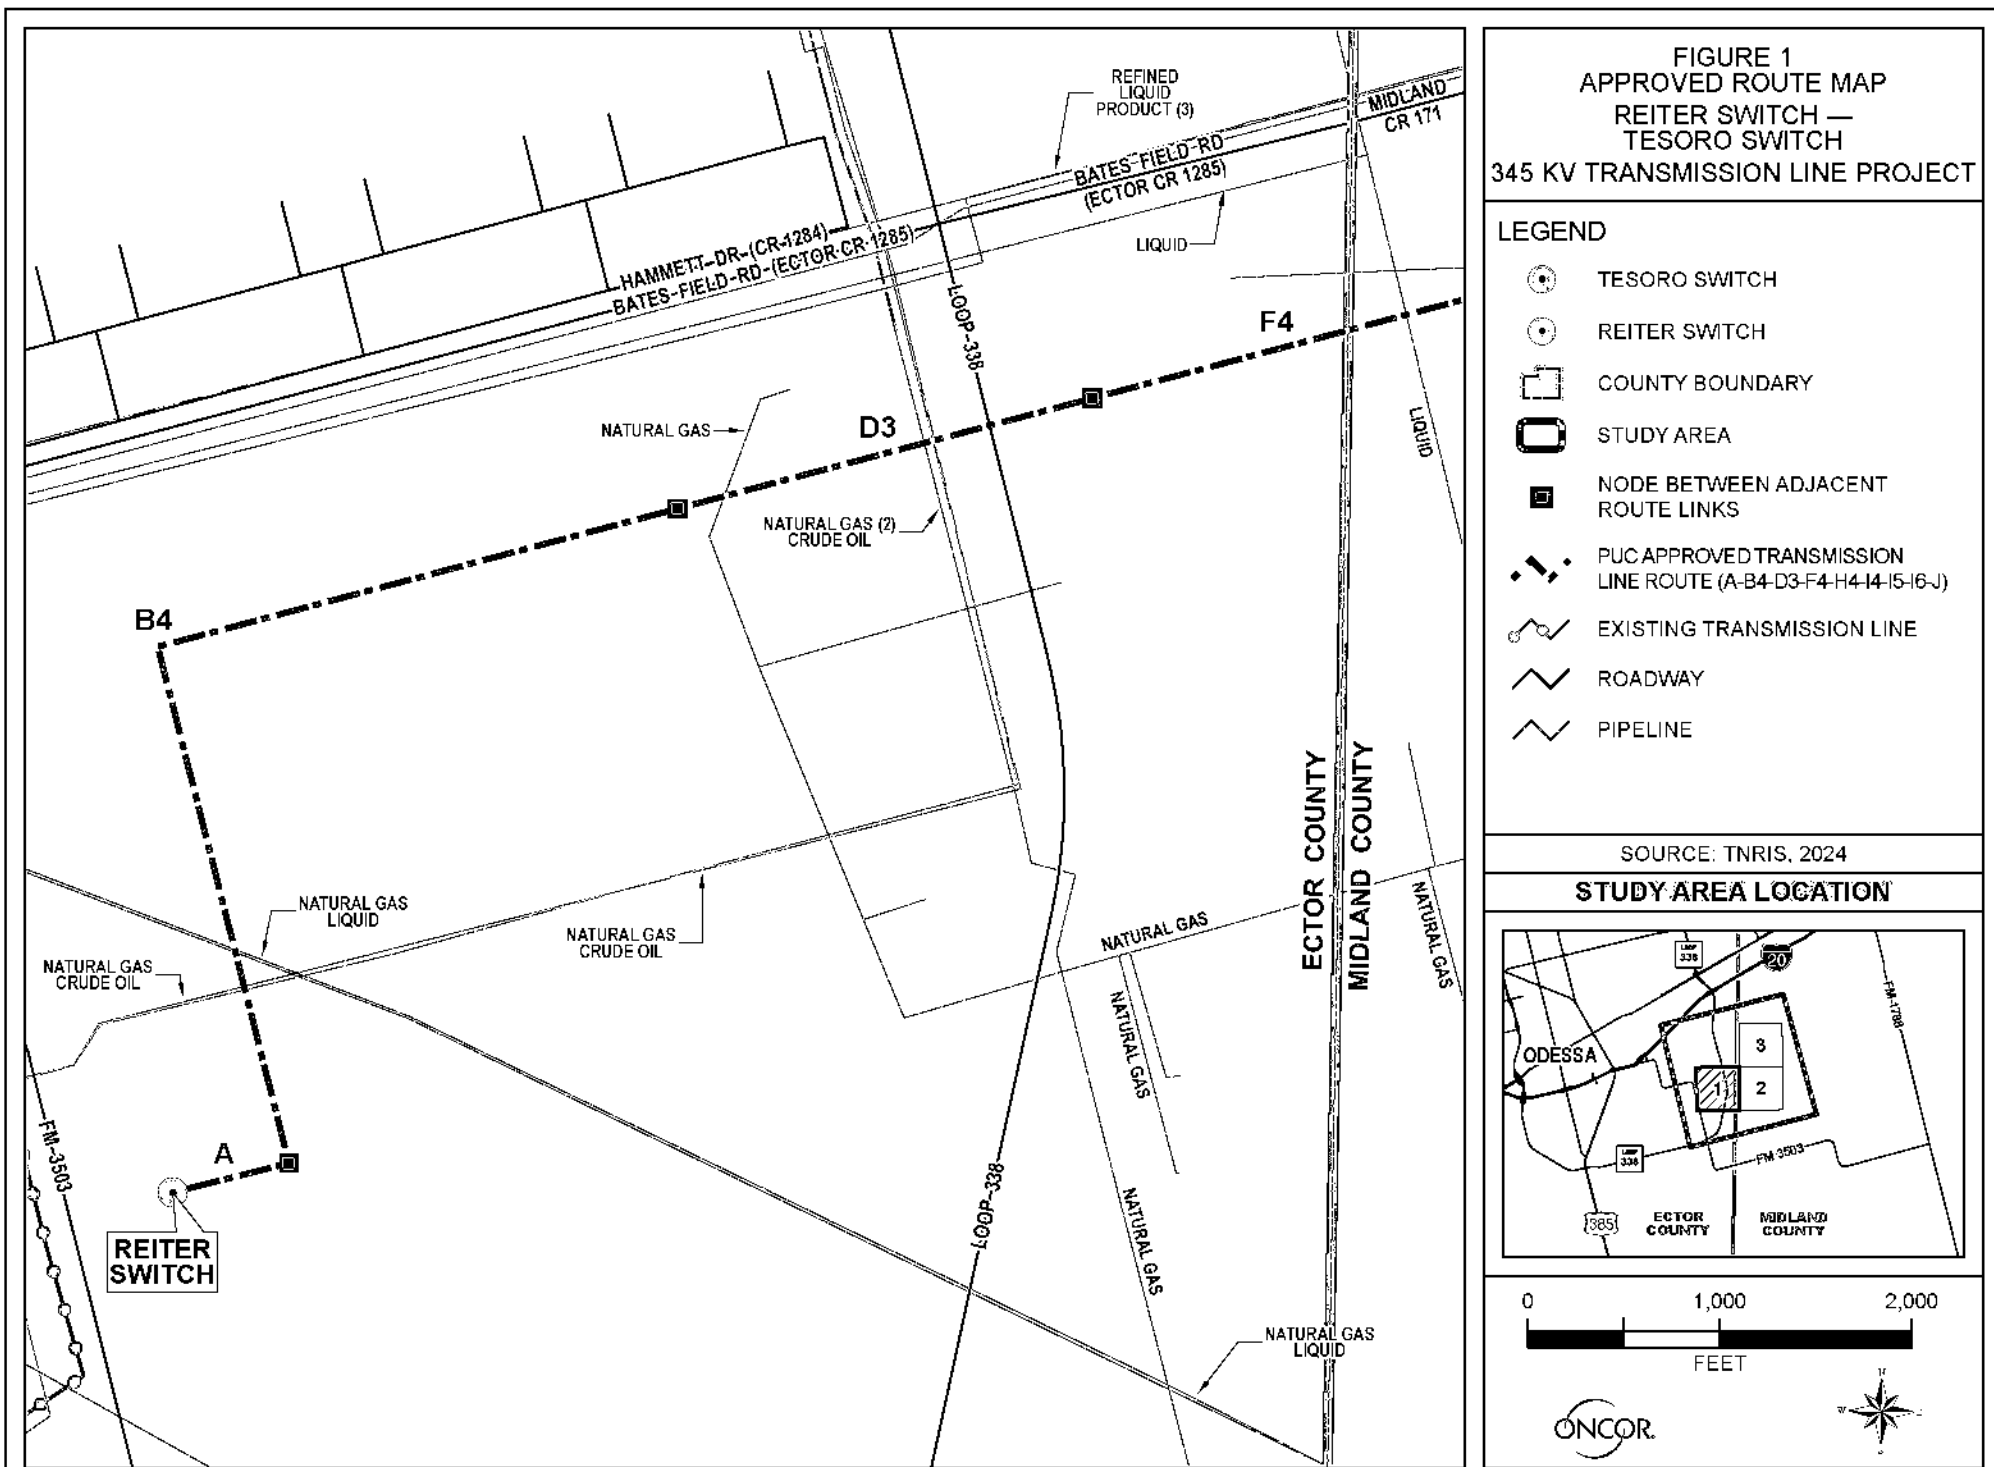 REFINED
LIQUID
PRODUCT (3)
MIDLAND
CR 171
BATES-FIELD-RD
(ECTOR CR 1285)
HAMMETT-DR-(CR-1284)
BATES-FIELD-RD-(ECTOR-CR-1285)
LIQUID
LOOP-338
F4
NATURAL GAS
D3
LIQUID
NATURAL GAS (2)
CRUDE OIL
B4
ECTOR COUNTY
MIDLAND COUNTY
NATURAL GAS
LIQUID
NATURAL GAS
CRUDE OIL
NATURAL GAS
CRUDE OIL
NATURAL GAS
NATURAL GAS
NATURAL GAS
FM-3503
A
REITER
SWITCH
LOOP-338
NATURAL GAS
NATURAL GAS
LIQUID
FIGURE 1
APPROVED ROUTE MAP
REITER SWITCH —
TESORO SWITCH
345 KV TRANSMISSION LINE PROJECT
LEGEND
TESORO SWITCH
REITER SWITCH
COUNTY BOUNDARY
STUDY AREA
NODE BETWEEN ADJACENT
ROUTE LINKS
PUC APPROVED TRANSMISSION
LINE ROUTE (A-B4-D3-F4-H4-I4-I5-I6-J)
EXISTING TRANSMISSION LINE
ROADWAY
PIPELINE
SOURCE: TNRIS, 2024
STUDY AREA LOCATION
LOOP
338
20
FM-1788
ODESSA
3
1
2
LOOP
338
FM-3503
385
ECTOR
COUNTY
MIDLAND
COUNTY
0 1,000 2,000
FEET
ONCOR.